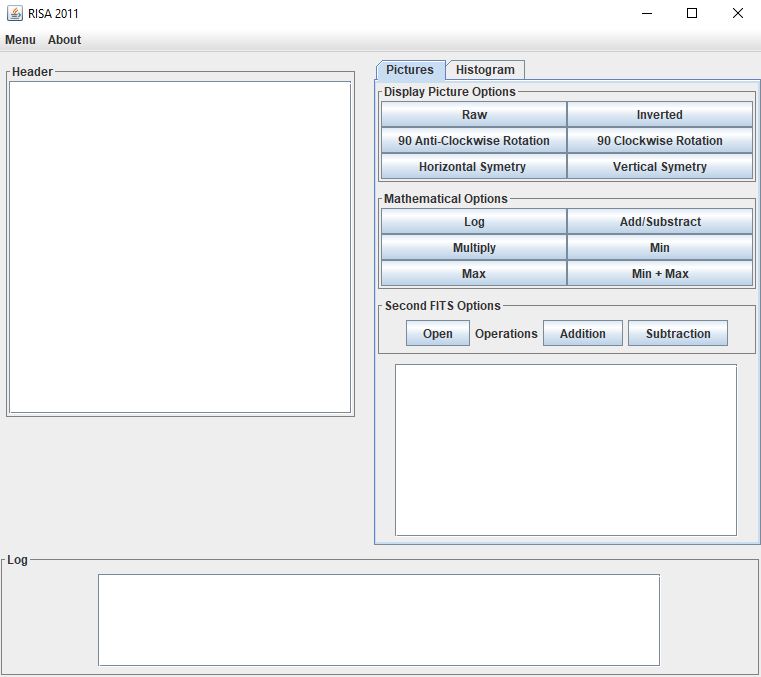 RISA 2011
Menu About
Header
Pictures Histogram
Display Picture Options
Raw Inverted
90 Anti-Clockwise Rotation 90 Clockwise Rotation
Horizontal Symetry Vertical Symetry
Mathematical Options
Log Add/Substract
Multiply Min
Max Min + Max
Second FITS Options
Open Operations Addition Subtraction
Log